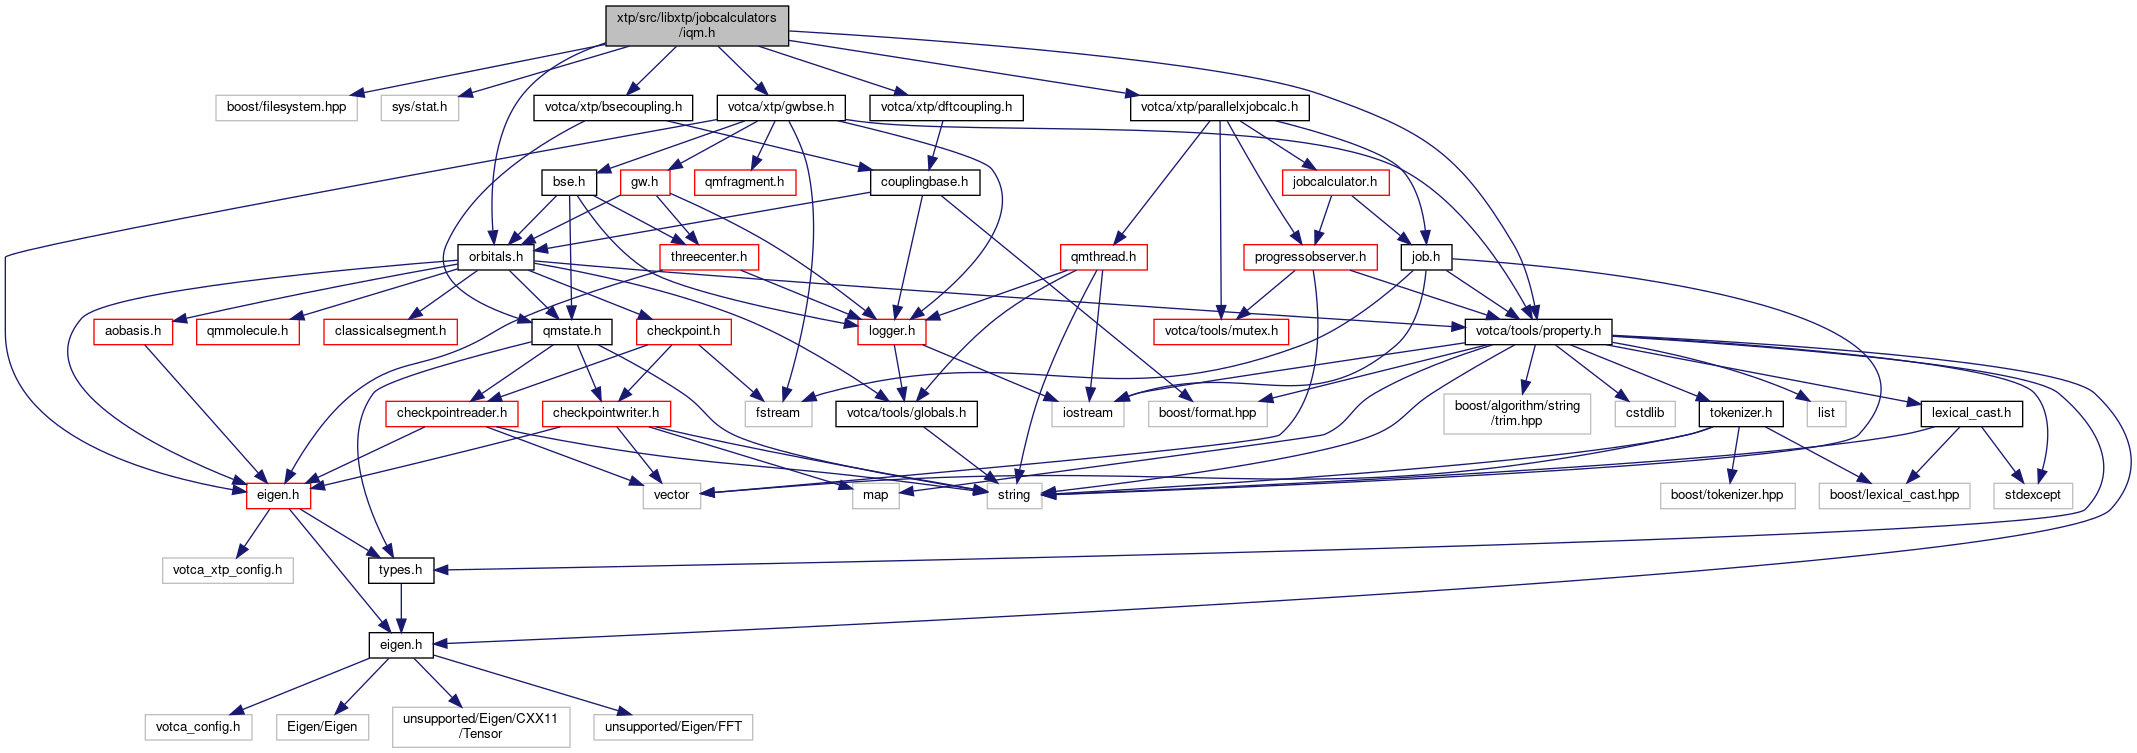 xtp/src/libxtp/jobcalculators
/iqm.h
boost/filesystem.hpp
sys/stat.h
votca/xtp/bsecoupling.h
votca/xtp/gwbse.h
votca/xtp/dftcoupling.h
votca/xtp/parallelxjobcalc.h
bse.h
gw.h
qmfragment.h
couplingbase.h
jobcalculator.h
orbitals.h
threecenter.h
qmthread.h
progressobserver.h
job.h
aobasis.h
qmmolecule.h
classicalsegment.h
qmstate.h
checkpoint.h
logger.h
votca/tools/mutex.h
votca/tools/property.h
checkpointreader.h
checkpointwriter.h
fstream
votca/tools/globals.h
iostream
boost/format.hpp
boost/algorithm/string
/trim.hpp
cstdlib
tokenizer.h
list
lexical_cast.h
eigen.h
vector
map
string
boost/tokenizer.hpp
boost/lexical_cast.hpp
stdexcept
votca_xtp_config.h
types.h
eigen.h
votca_config.h
Eigen/Eigen
unsupported/Eigen/CXX11
/Tensor
unsupported/Eigen/FFT